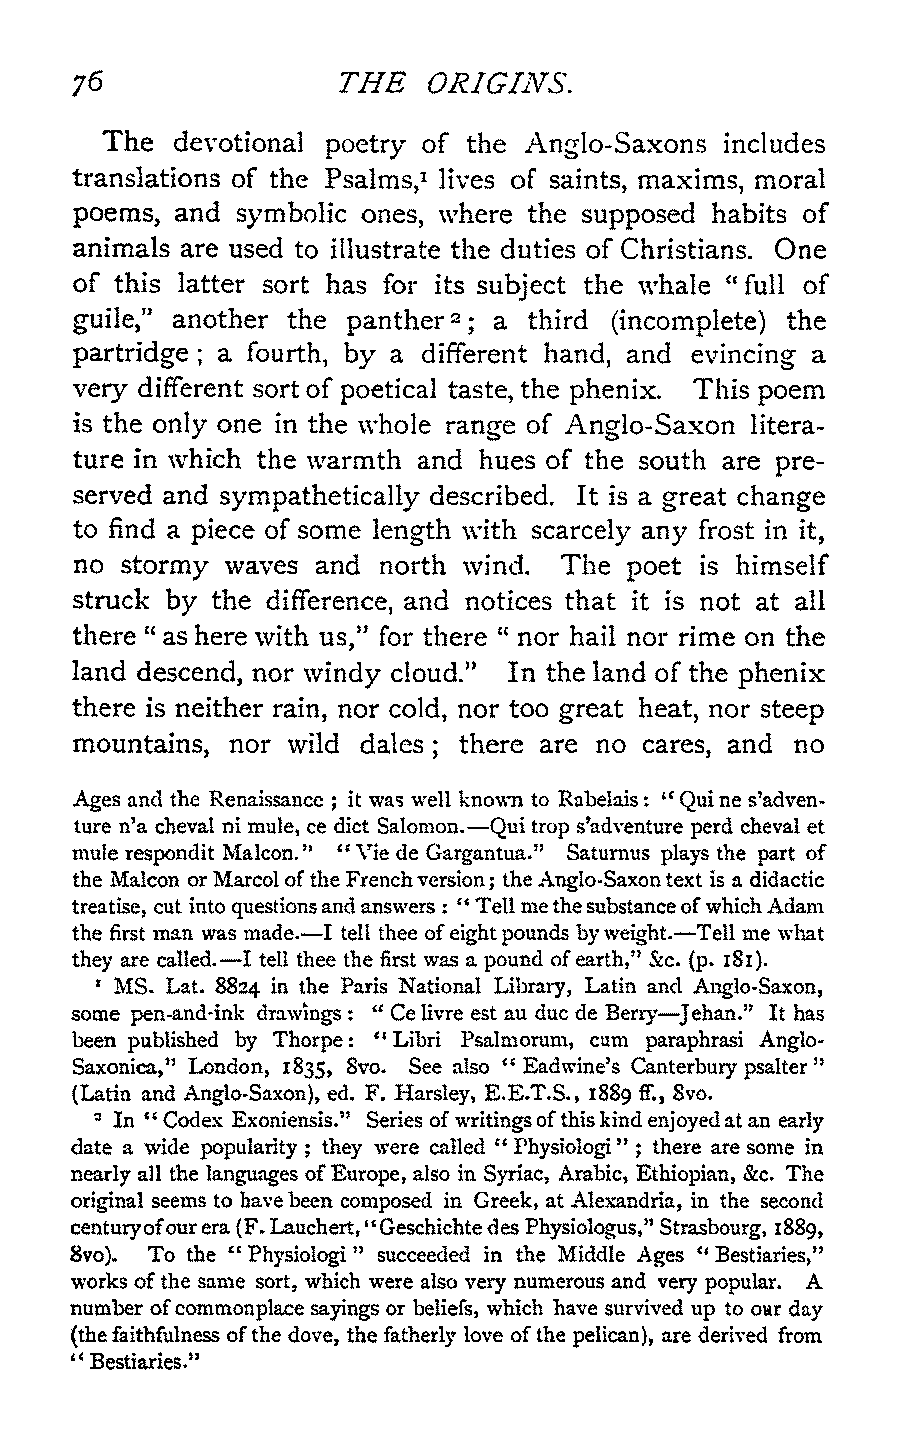 76 THE ORIGINS.
The devotional poetry of the Anglo-Saxons includes
translations of the Psalms,¹ lives of saints, maxims, moral
poems, and symbolic ones, where the supposed habits of
animals are used to illustrate the duties of Christians. One
of this latter sort has for its subject the whale “full of
guile,” another the panther²; a third (incomplete) the
partridge; a fourth, by a different hand, and evincing a
very different sort of poetical taste, the phenix. This poem
is the only one in the whole range of Anglo-Saxon litera-
ture in which the warmth and hues of the south are pre-
served and sympathetically described. It is a great change
to find a piece of some length with scarcely any frost in it,
no stormy waves and north wind. The poet is himself
struck by the difference, and notices that it is not at all
there “as here with us,” for there “nor hail nor rime on the
land descend, nor windy cloud.” In the land of the phenix
there is neither rain, nor cold, nor too great heat, nor steep
mountains, nor wild dales; there are no cares, and no
Ages and the Renaissance; it was well known to Rabelais: “Qui ne s'adven-
ture n'a cheval ni mule, ce dict Salomon.—Qui trop s'adventure perd cheval et
mule respondit Malcon.” “Vie de Gargantua.” Saturnus plays the part of
the Malcon or Marcol of the French version; the Anglo-Saxon text is a didactic
treatise, cut into questions and answers: “Tell me the substance of which Adam
the first man was made.—I tell thee of eight pounds by weight.—Tell me what
they are called.—I tell thee the first was a pound of earth,” &c. (p. 181).
¹ MS. Lat. 8824 in the Paris National Library, Latin and Anglo-Saxon,
some pen-and-ink drawings: “Ce livre est au duc de Berry—Jehan.” It has
been published by Thorpe: “Libri Psalmorum, cum paraphrasi Anglo-
Saxonica,” London, 1835, 8vo. See also “Eadwine's Canterbury psalter”
(Latin and Anglo-Saxon), ed. F. Harsley, E.E.T.S., 1889 ff., 8vo.
² In “Codex Exoniensis.” Series of writings of this kind enjoyed at an early
date a wide popularity; they were called “Physiologi”; there are some in
nearly all the languages of Europe, also in Syriac, Arabic, Ethiopian, &c. The
original seems to have been composed in Greek, at Alexandria, in the second
century of our era (F. Lauchert, “Geschichte des Physiologus,” Strasbourg, 1889,
8vo). To the “Physiologi” succeeded in the Middle Ages “Bestiaries,”
works of the same sort, which were also very numerous and very popular. A
number of commonplace sayings or beliefs, which have survived up to our day
(the faithfulness of the dove, the fatherly love of the pelican), are derived from
“Bestiaries.”